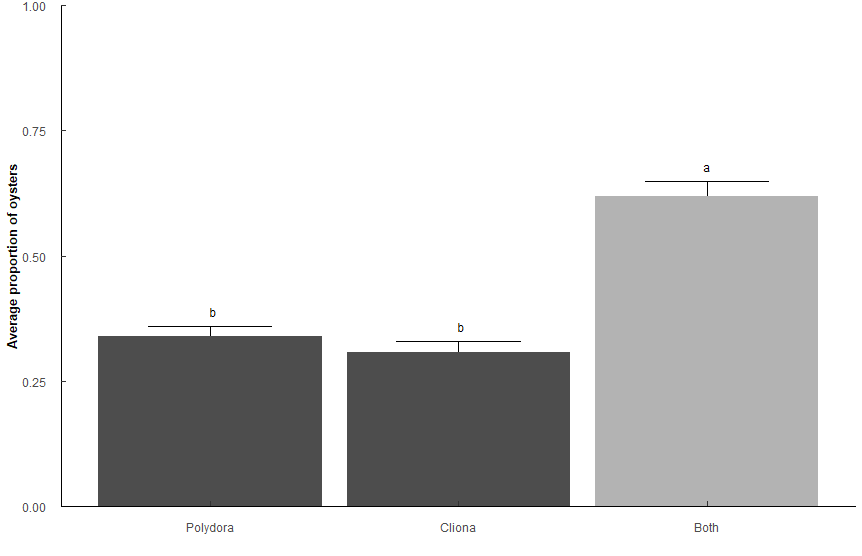 1.00
0.75
0.50
0.25
0.00
Average proportion of oysters
b
b
a
Polydora
Cliona
Both